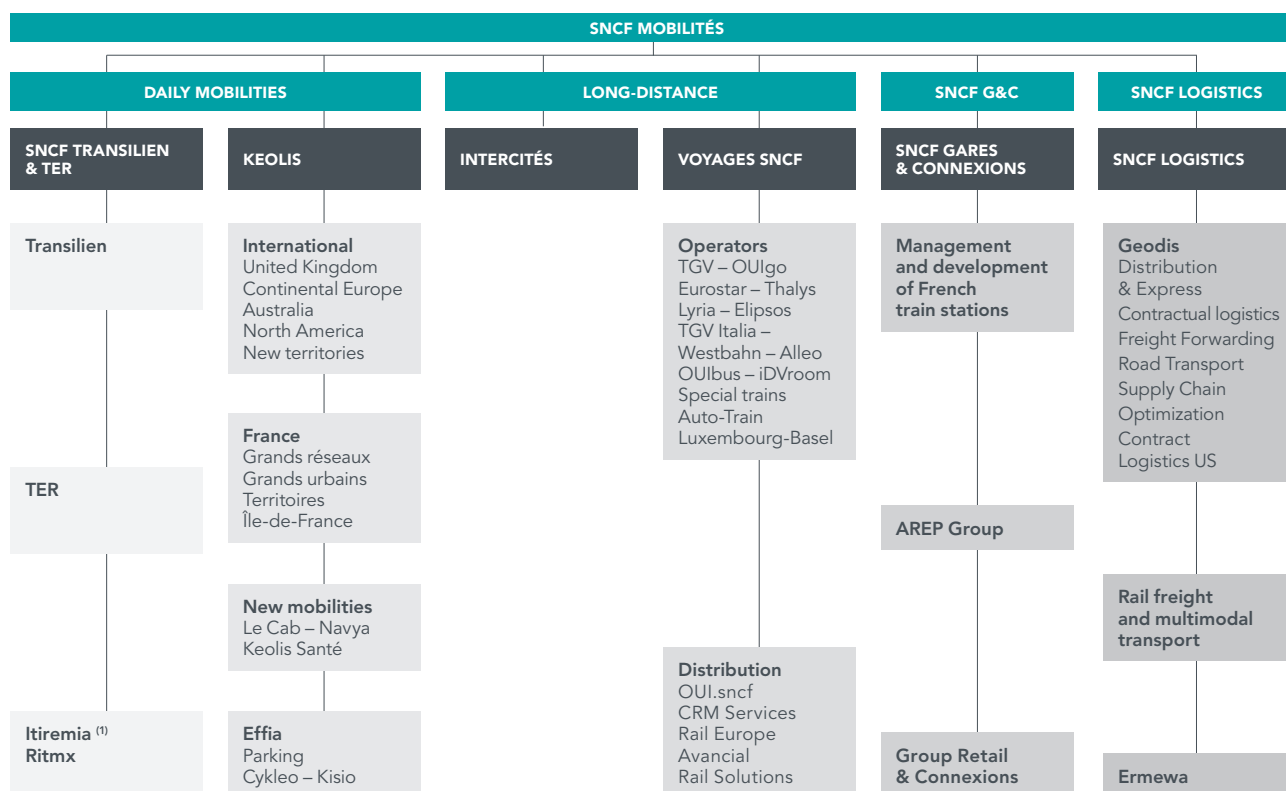 SNCF MOBILITÉS
DAILY MOBILITIES
LONG-DISTANCE
SNCF G&C
SNCF LOGISTICS
SNCF TRANSILIEN
& TER
KEOLIS
INTERCITÉS
VOYAGES SNCF
SNCF GARES
& CONNEXIONS
SNCF LOGISTICS
Transilien
TER
Itiremia (1)
Ritmx
International
United Kingdom
Continental Europe
Australia
North America
New territories
France
Grands réseaux
Grands urbains
Territoires
Île-de-France
New mobilities
Le Cab – Navya
Keolis Santé
Effia
Parking
Cykleo – Kisio
Operators
TGV – OUIgo
Eurostar – Thalys
Lyria – Elipsos
TGV Italia –
Westbahn – Alleo
OUIbus – iDVroom
Special trains
Auto-Train
Luxembourg-Basel
Distribution
OUI.sncf
CRM Services
Rail Europe
Avancial
Rail Solutions
Management
and development
of French
train stations
AREP Group
Group Retail
& Connexions
Geodis
Distribution
& Express
Contractual logistics
Freight Forwarding
Road Transport
Supply Chain
Optimization
Contract
Logistics US
Rail freight
and multimodal
transport
Ermewa